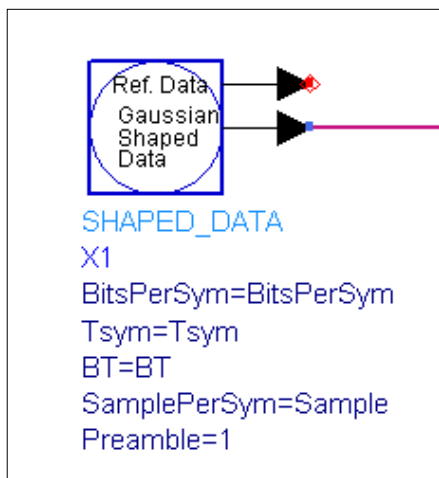 Ref. Data
Gaussian
Shaped
Data
SHAPED_DATA
X1
BitsPerSym=BitsPerSym
Tsym=Tsym
BT=BT
SamplePerSym=Sample
Preamble=1